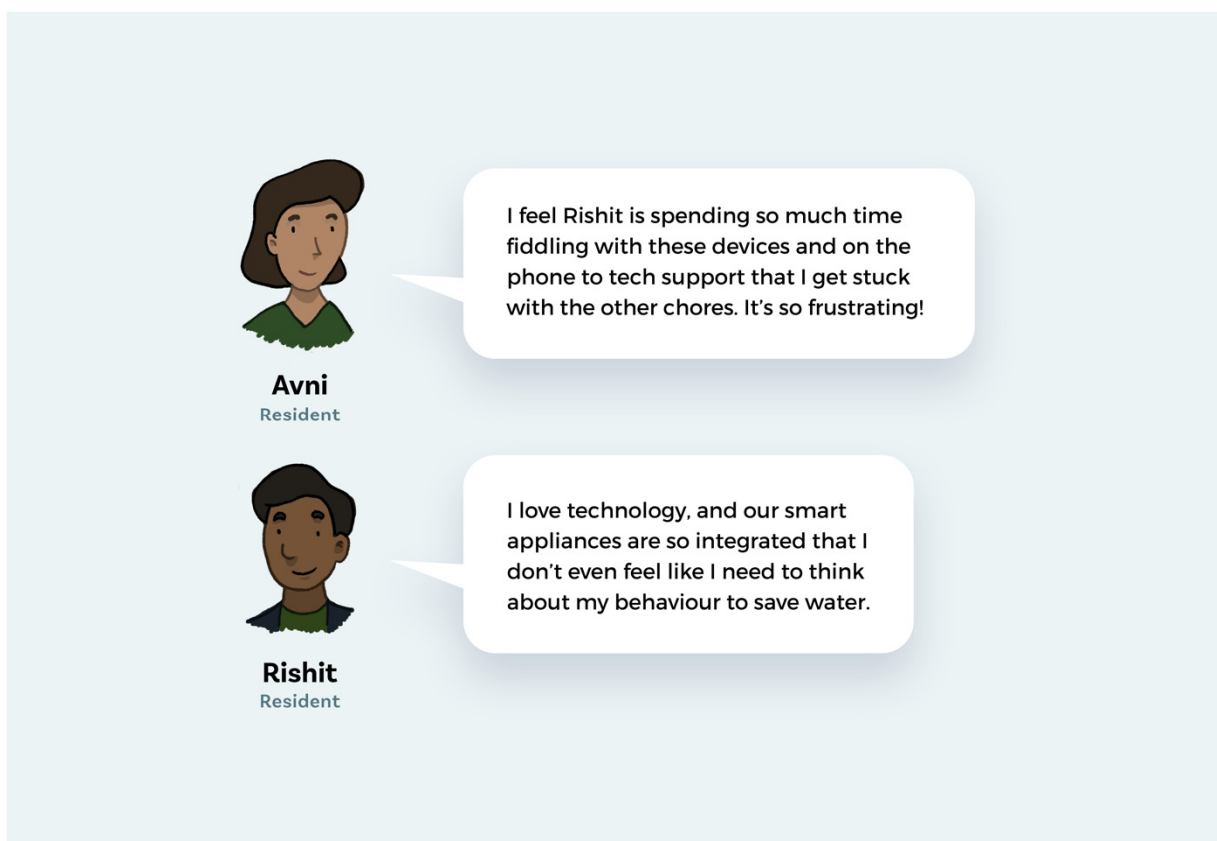 I feel Rishit is spending so much time
fiddling with these devices and on the
phone to tech support that I get stuck
with the other chores. It’s so frustrating!
Avni
Resident
I love technology, and our smart
appliances are so integrated that I
don’t even feel like I need to think
about my behaviour to save water.
Rishit
Resident